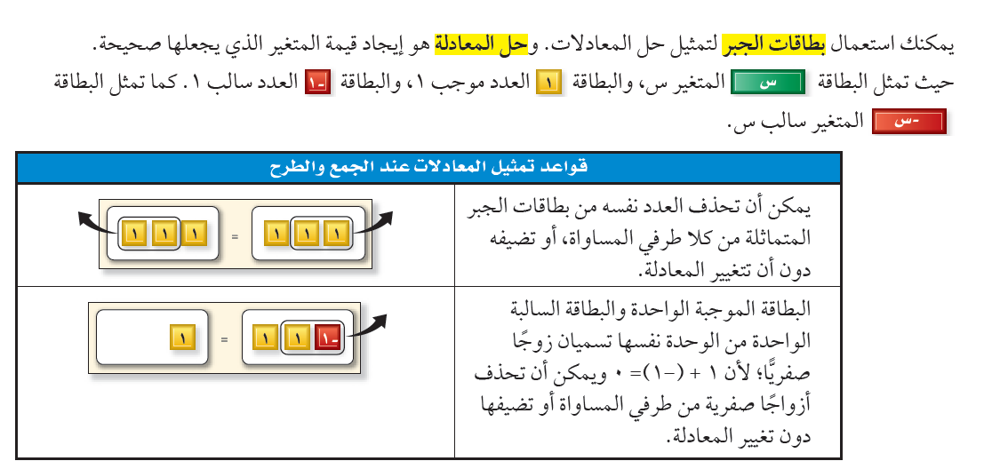 يمكنك استعمال بطاقات الجبر لتمثيل حل المعادلات. وحل المعادلة هو إيجاد قيمة المتغير الذي يجعلها صحيحة.
حيث تمثل البطاقة س المتغير س، والبطاقة ١ العدد موجب ١، والبطاقة -١ العدد سالب ١. كما تمثل البطاقة
-س المتغير سالب س.
قواعد تمثيل المعادلات عند الجمع والطرح
يمكن أن تحذف العدد نفسه من بطاقات الجبر
المتماثلة من كلا طرفي المساواة، أو تضيفه
دون أن تتغيير المعادلة.
١ ١ ١ = ١ ١ ١
البطاقة الموجبة الواحدة والبطاقة السالبة
الواحدة من الوحدة نفسها تسميان زوجًا
صفريًّا؛ لأن ١ + (-١)= ٠ ويمكن أن تحذف
أزواجًا صفرية من طرفي المساواة أو تضيفها
دون تغيير المعادلة.
-١ ١ ١ = ١